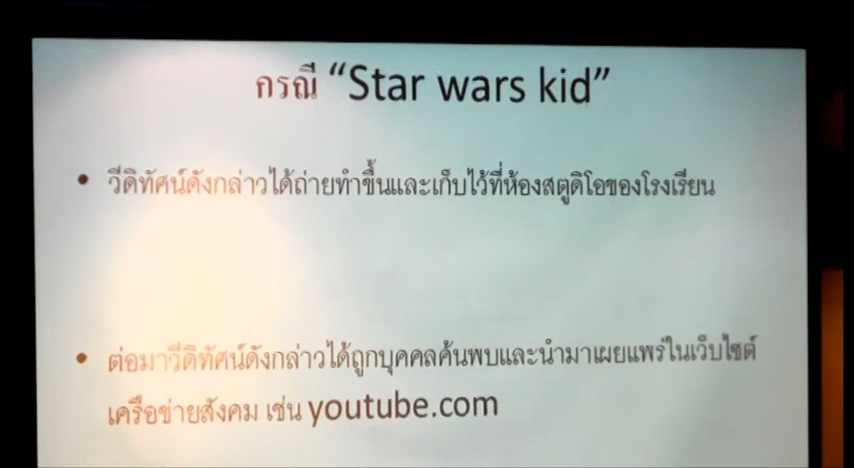 กรณี “Star wars kid”
• วีดิทัศน์ดังกล่าวได้ถ่ายทำขึ้นและเก็บไว้ที่ห้องสตูดิโอของโรงเรียน
• ต่อมาวีดิทัศน์ดังกล่าวได้ถูกบุคคลค้นพบและนำมาเผยแพร่ในเว็บไซต์
เครือข่ายสังคม เช่น youtube.com